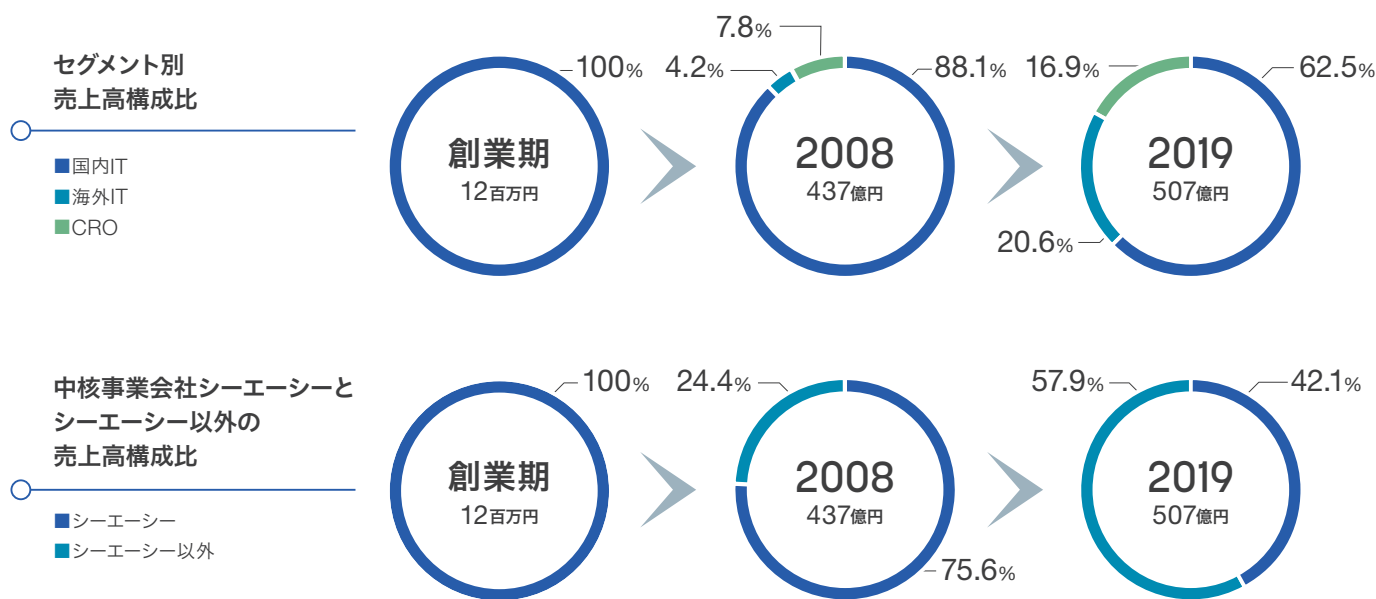 セグメント別
売上高構成比
■国内IT
■海外IT
■CRO
100%
創業期
12百万円
7.8%
4.2%
88.1%
2008
437億円
16.9%
62.5%
2019
507億円
20.6%
中核事業会社シーエーシーと
シーエーシー以外の
売上高構成比
■シーエーシー
■シーエーシー以外
100%
創業期
12百万円
24.4%
2008
437億円
75.6%
57.9%
42.1%
2019
507億円